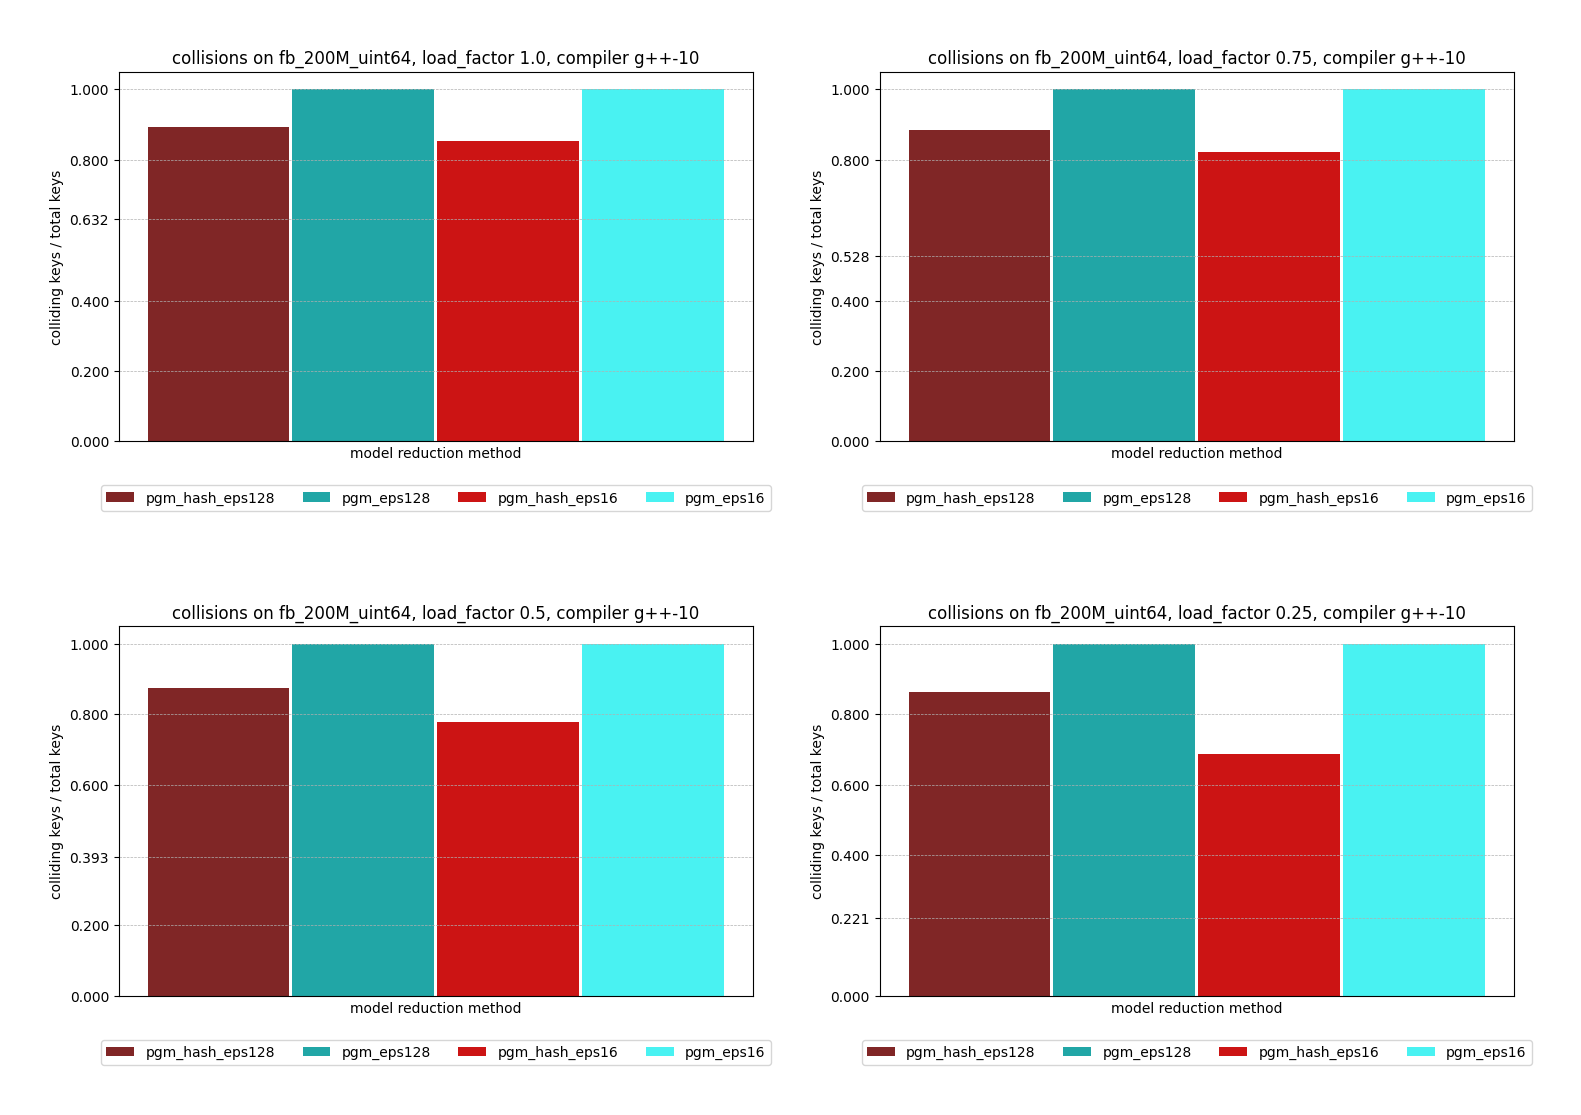 collisions on fb_200M_uint64, load_factor 1.0, compiler g++-10
colliding keys / total keys
1.000
0.800
0.632
0.400
0.200
0.000
model reduction method
pgm_hash_eps128 pgm_eps128 pgm_hash_eps16 pgm_eps16
collisions on fb_200M_uint64, load_factor 0.75, compiler g++-10
colliding keys / total keys
1.000
0.800
0.528
0.400
0.200
0.000
model reduction method
pgm_hash_eps128 pgm_eps128 pgm_hash_eps16 pgm_eps16
collisions on fb_200M_uint64, load_factor 0.5, compiler g++-10
colliding keys / total keys
1.000
0.800
0.600
0.393
0.200
0.000
model reduction method
pgm_hash_eps128 pgm_eps128 pgm_hash_eps16 pgm_eps16
collisions on fb_200M_uint64, load_factor 0.25, compiler g++-10
colliding keys / total keys
1.000
0.800
0.600
0.400
0.221
0.000
model reduction method
pgm_hash_eps128 pgm_eps128 pgm_hash_eps16 pgm_eps16